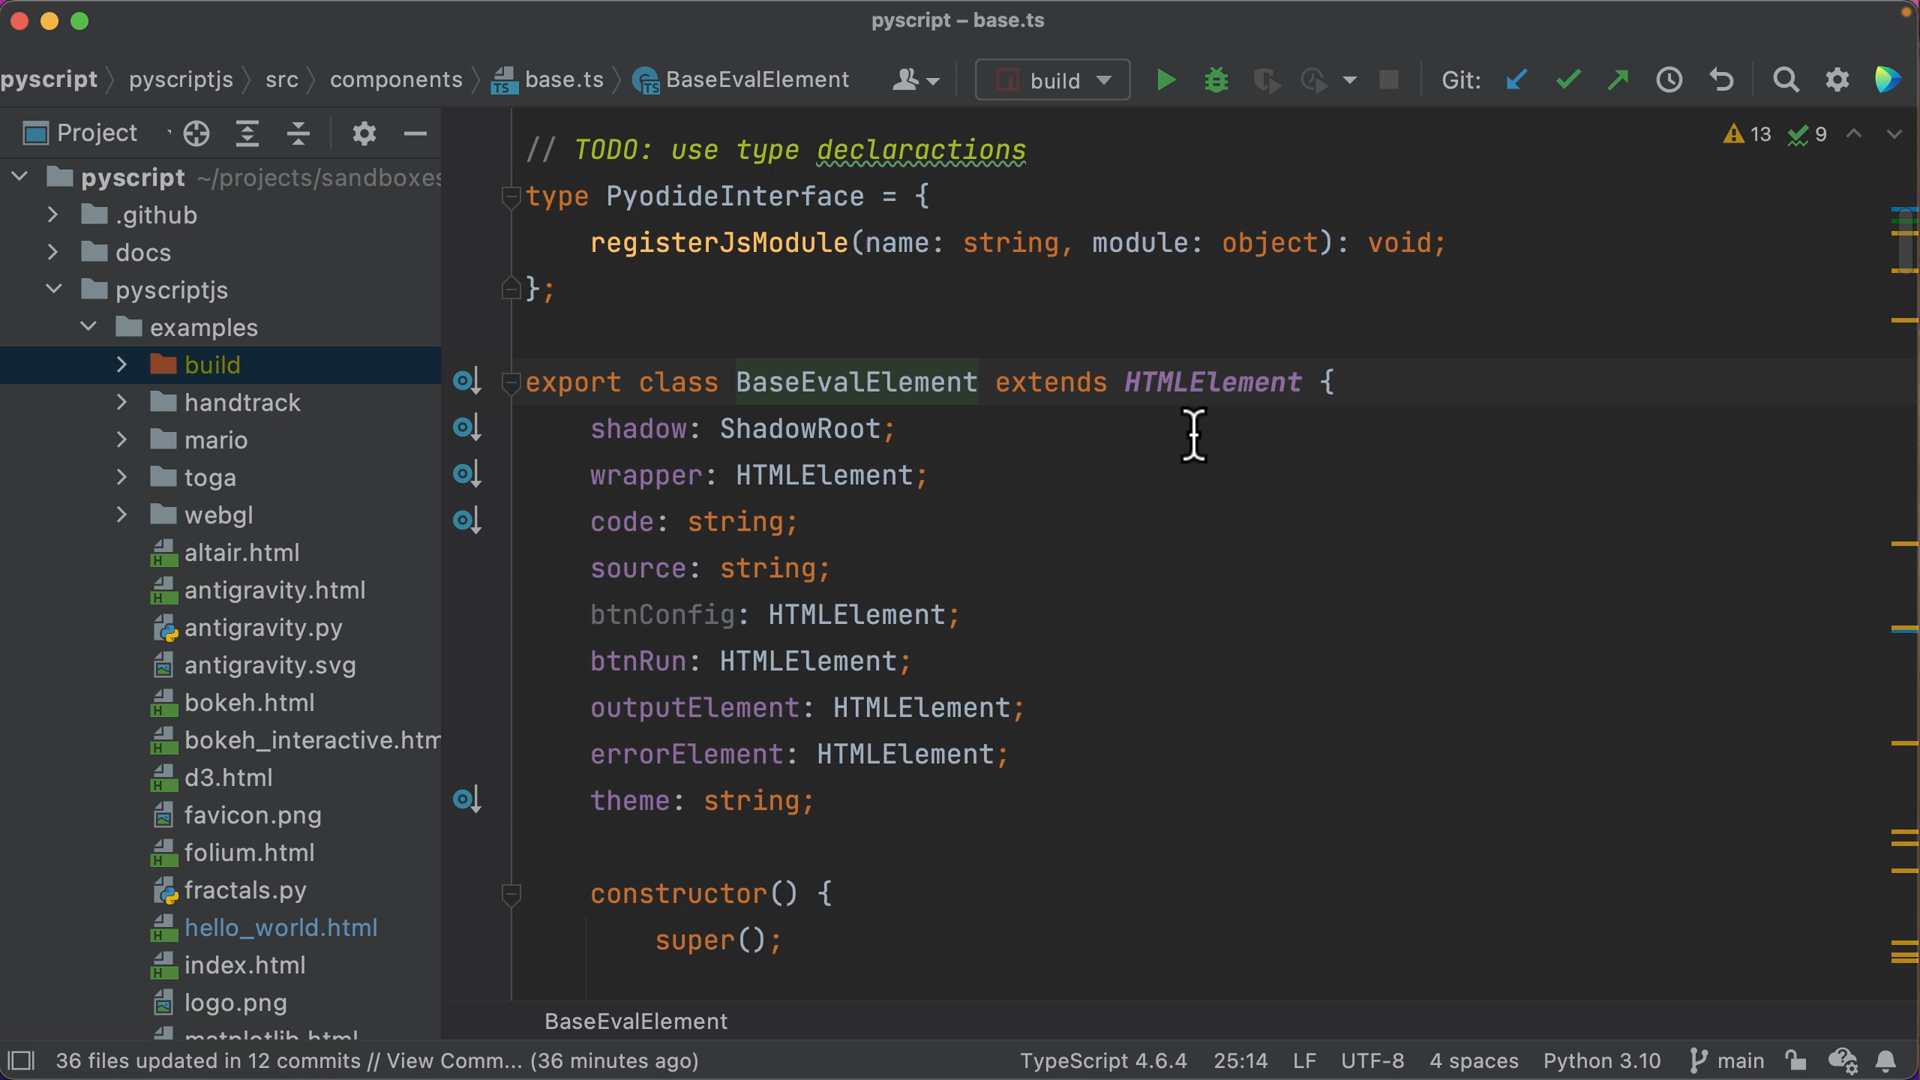 pyscript – base.ts
pyscript pyscriptjs src components base.ts BaseEvalElement build Git:
Project
13 9
pyscript ~/projects/sandboxes
.github
docs
pyscriptjs
examples
build
handtrack
mario
toga
webgl
altair.html
antigravity.html
antigravity.py
antigravity.svg
bokeh.html
bokeh_interactive.htm
d3.html
favicon.png
folium.html
fractals.py
hello_world.html
index.html
logo.png
matplotlib.html
// TODO: use type declaractions
type PyodideInterface = {
registerJsModule(name: string, module: object): void;
};
export class BaseEvalElement extends HTMLElement {
shadow: ShadowRoot;
wrapper: HTMLElement;
code: string;
source: string;
btnConfig: HTMLElement;
btnRun: HTMLElement;
outputElement: HTMLElement;
errorElement: HTMLElement;
theme: string;
constructor() {
super();
BaseEvalElement
36 files updated in 12 commits // View Comm... (36 minutes ago) TypeScript 4.6.4 25:14 LF UTF-8 4 spaces Python 3.10 main